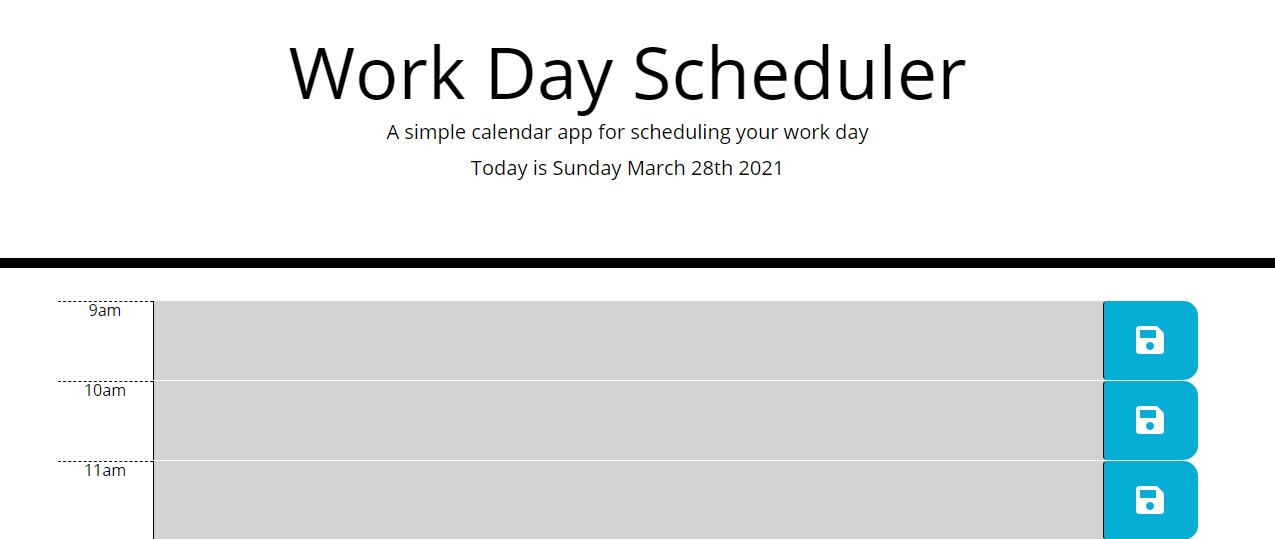 Work Day Scheduler
A simple calendar app for scheduling your work day
Today is Sunday March 28th 2021
9am
10am
11am